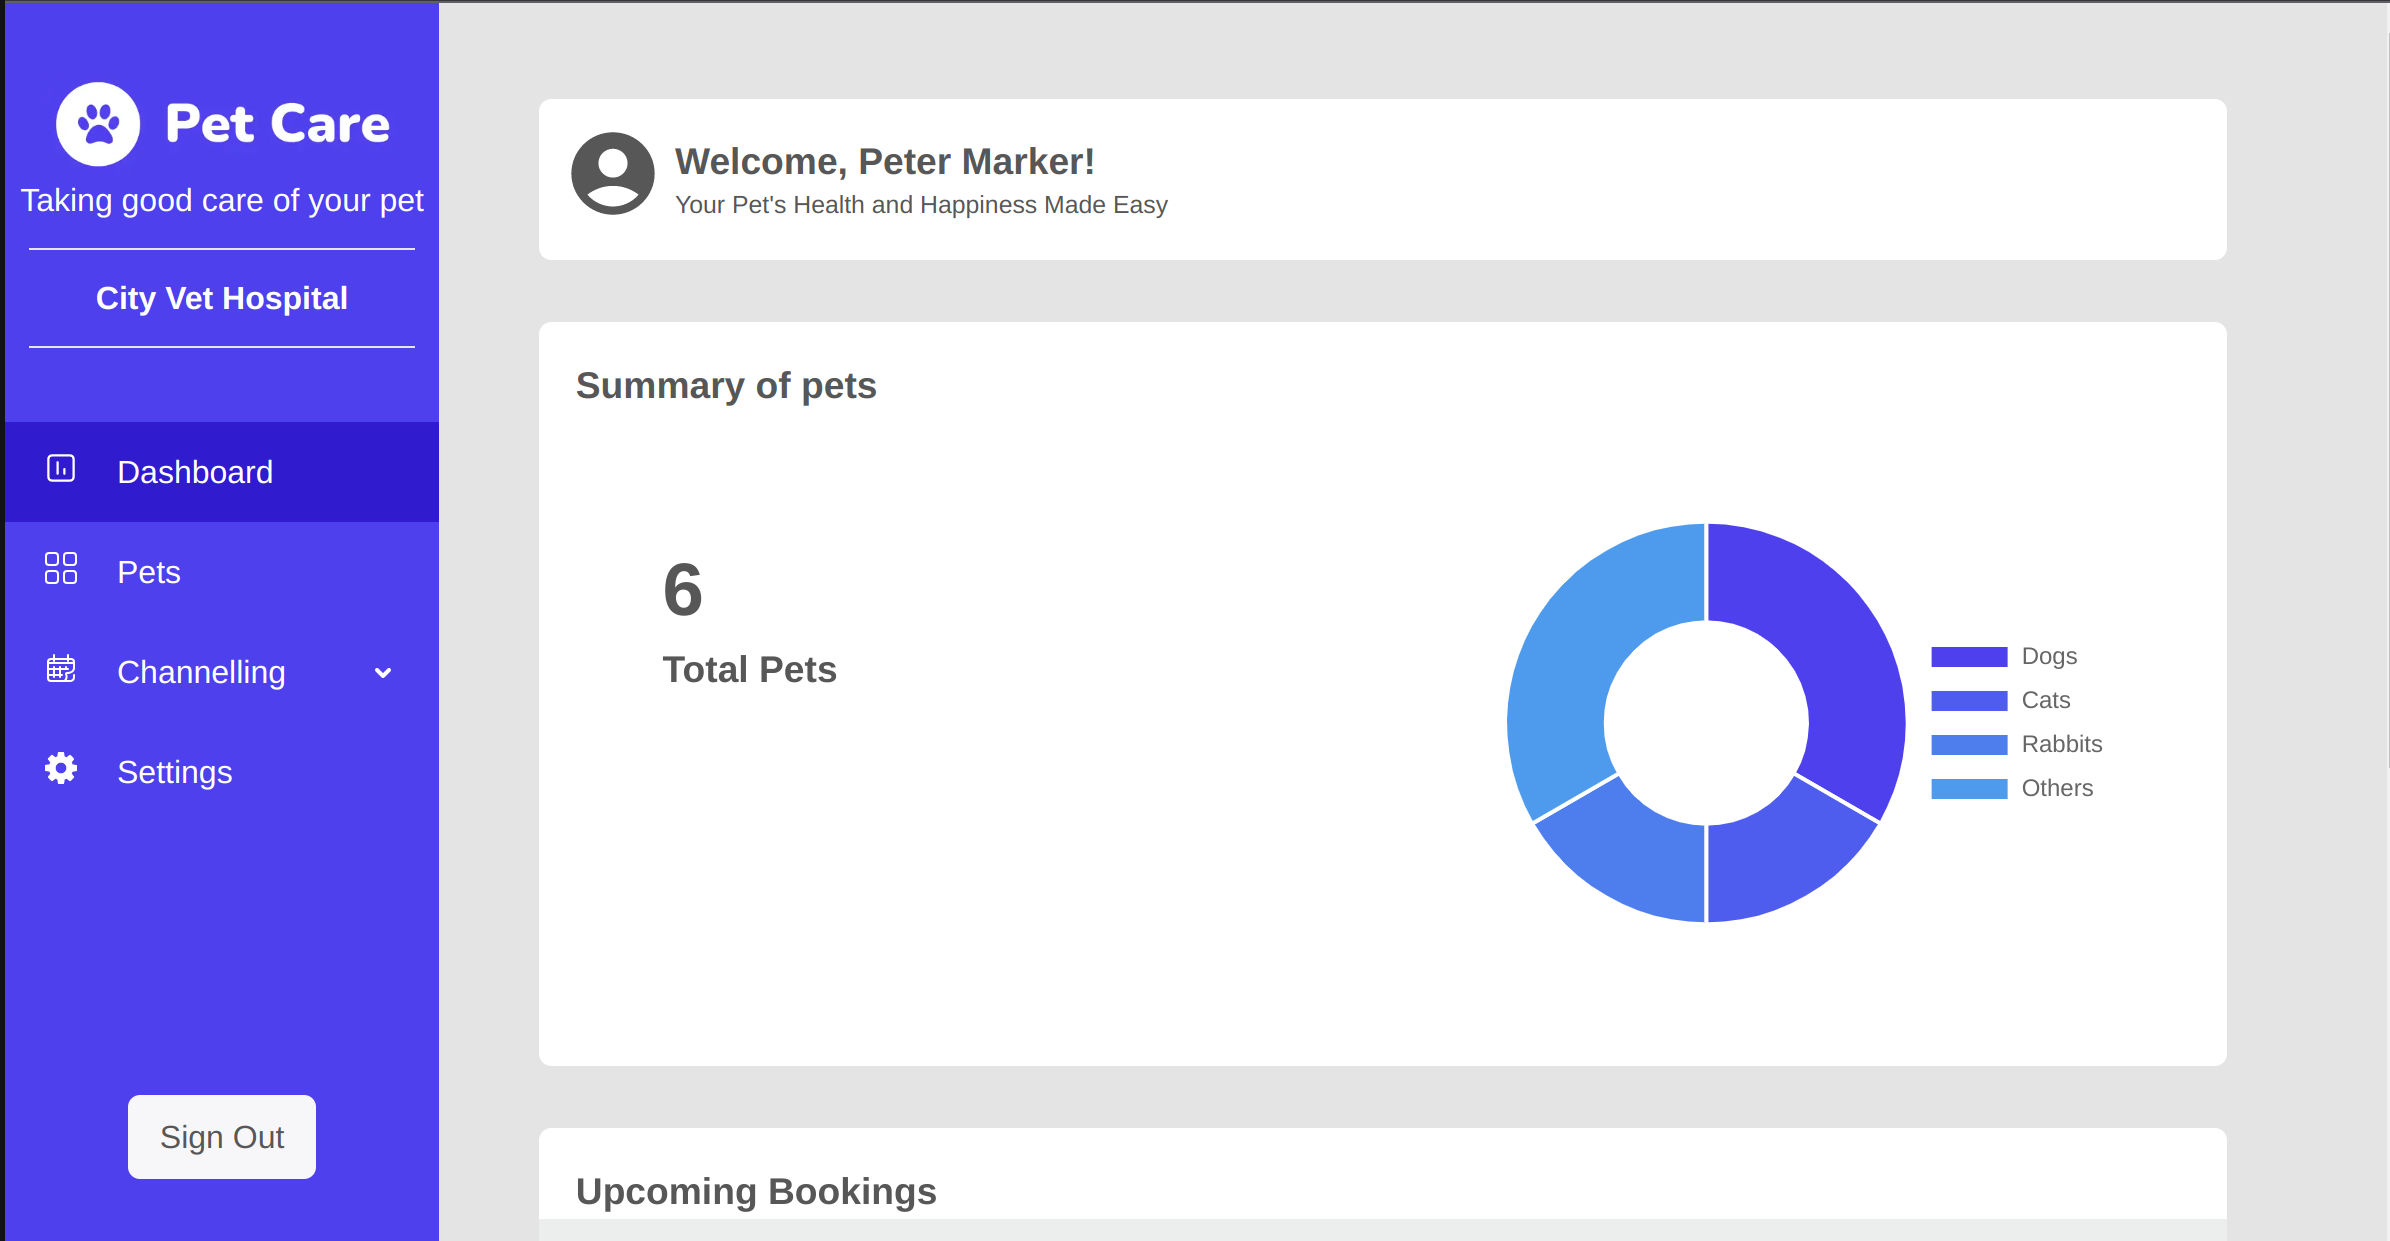 Pet Care
Taking good care of your pet
City Vet Hospital
Dashboard
Pets
Channelling
Settings
Sign Out
Welcome, Peter Marker!
Your Pet's Health and Happiness Made Easy
Summary of pets
6
Total Pets
Dogs
Cats
Rabbits
Others
Upcoming Bookings